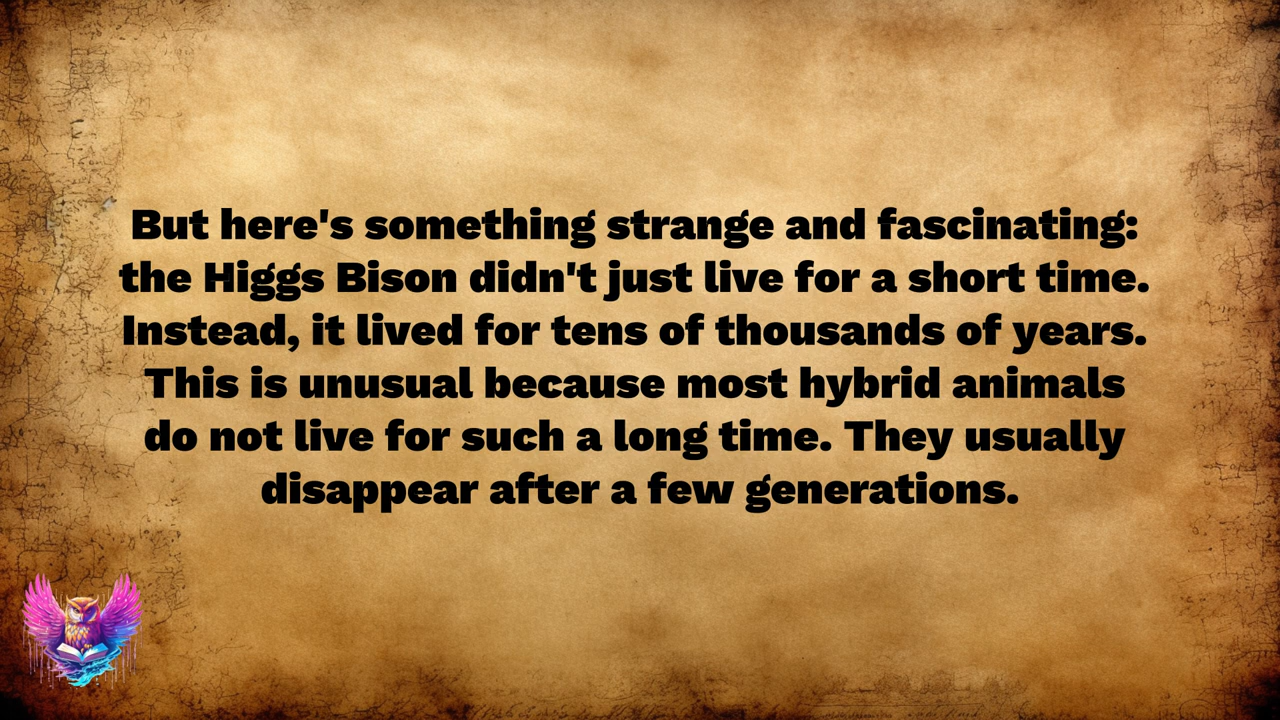 But here's something strange and fascinating:
the Higgs Bison didn't just live for a short time.
Instead, it lived for tens of thousands of years.
This is unusual because most hybrid animals
do not live for such a long time. They usually
disappear after a few generations.